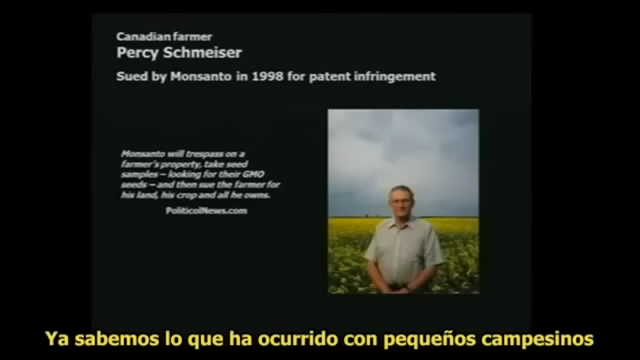 Canadian farmer
Percy Schmeiser
Sued by Monsanto in 1998 for patent infringement
Monsanto will trespass on a
farmer's property, take seed
samples – looking for their GMO
seeds – and then sue the farmer for
his land, his crop and all he owns.
PoliticolNews.com
Ya sabemos lo que ha ocurrido con pequeños campesinos